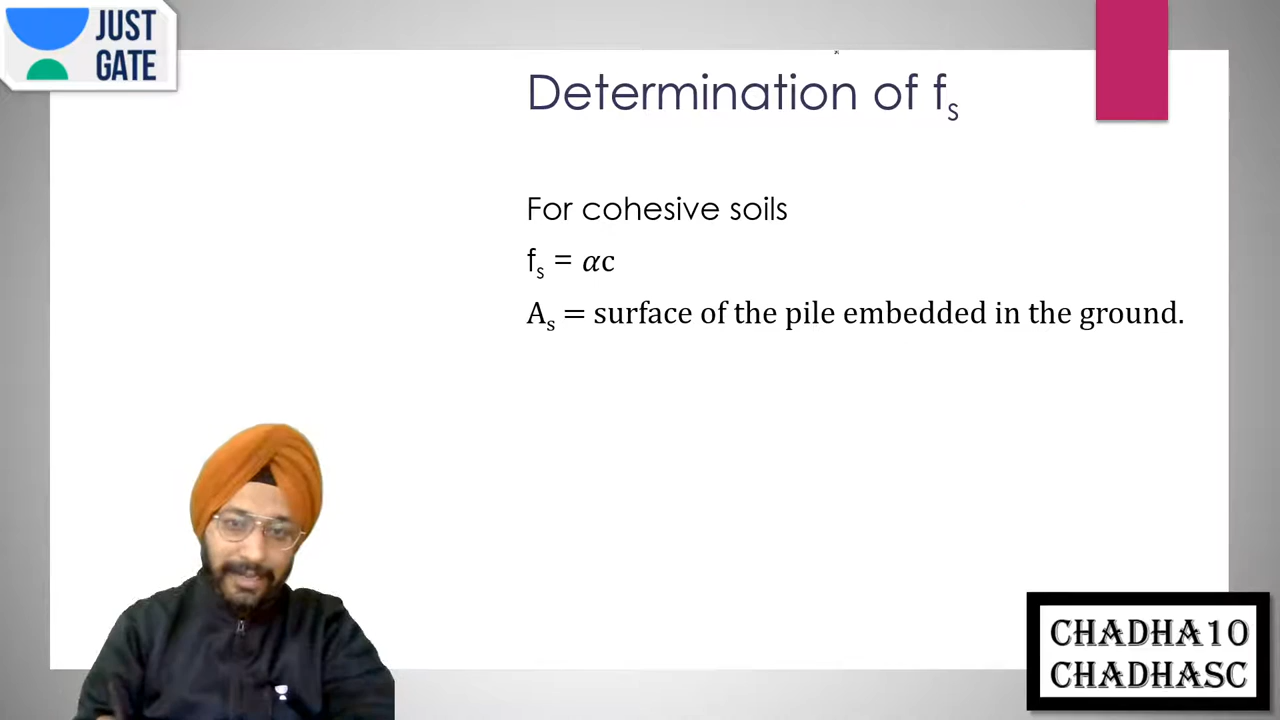 JUST
GATE
Determination of fₛ
For cohesive soils
fₛ = αc
Aₛ = surface of the pile embedded in the ground.
CHADHA10
CHADHASC